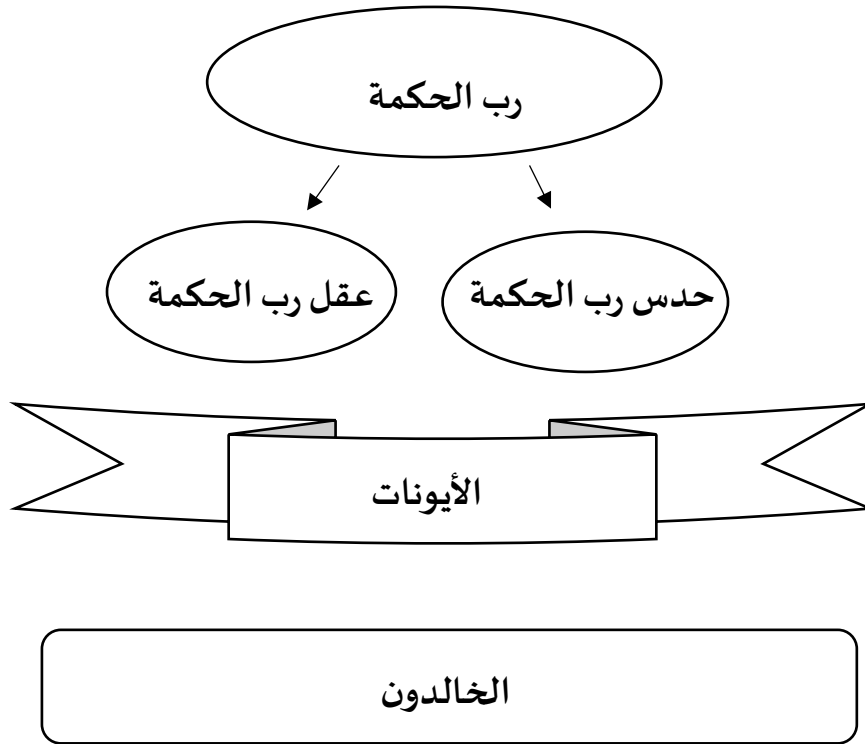 رب الحكمة
حدس رب الحكمة
عقل رب الحكمة
الأيونات
الخالدون